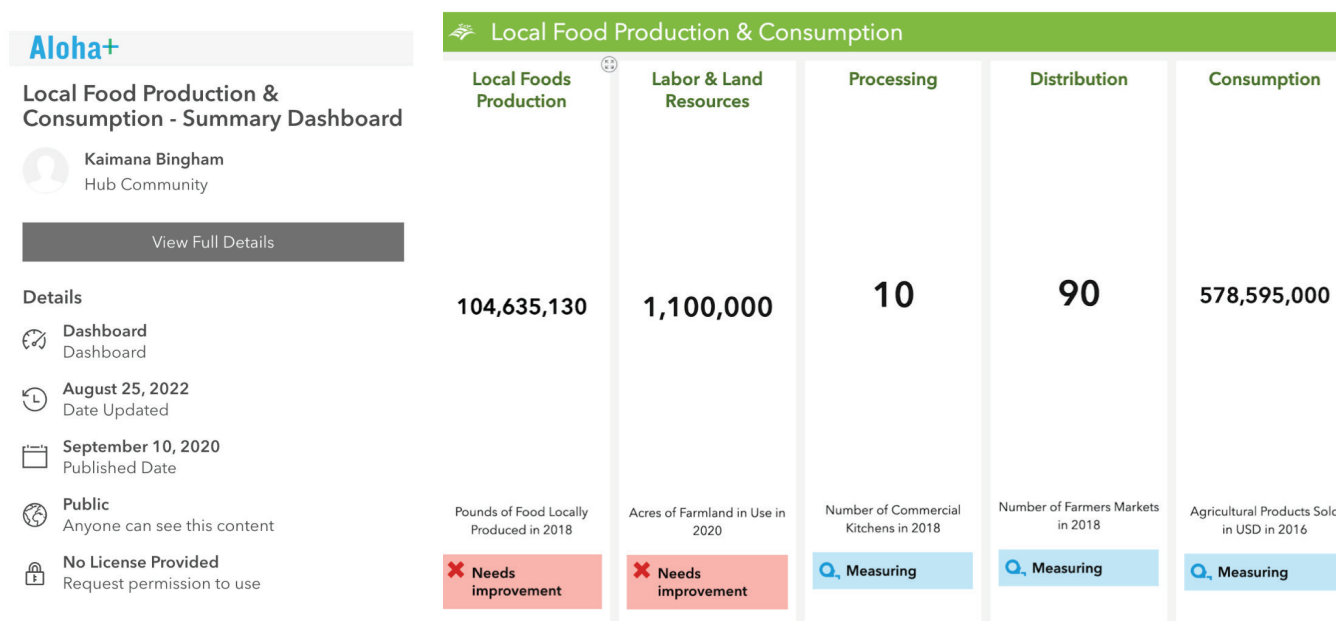 Aloha+
Local Food Production &
Consumption - Summary Dashboard
Kaimana Bingham
Hub Community
View Full Details
Details
Dashboard
Dashboard
August 25, 2022
Date Updated
September 10, 2020
Published Date
Public
Anyone can see this content
No License Provided
Request permission to use
Local Food Production & Consumption
Local Foods
Production
104,635,130
Pounds of Food Locally
Produced in 2018
Needs
improvement
Labor & Land
Resources
1,100,000
Acres of Farmland in Use in
2020
Needs
improvement
Processing
10
Number of Commercial
Kitchens in 2018
Measuring
Distribution
90
Number of Farmers Markets
in 2018
Measuring
Consumption
578,595,000
Agricultural Products Sold
in USD in 2016
Measuring